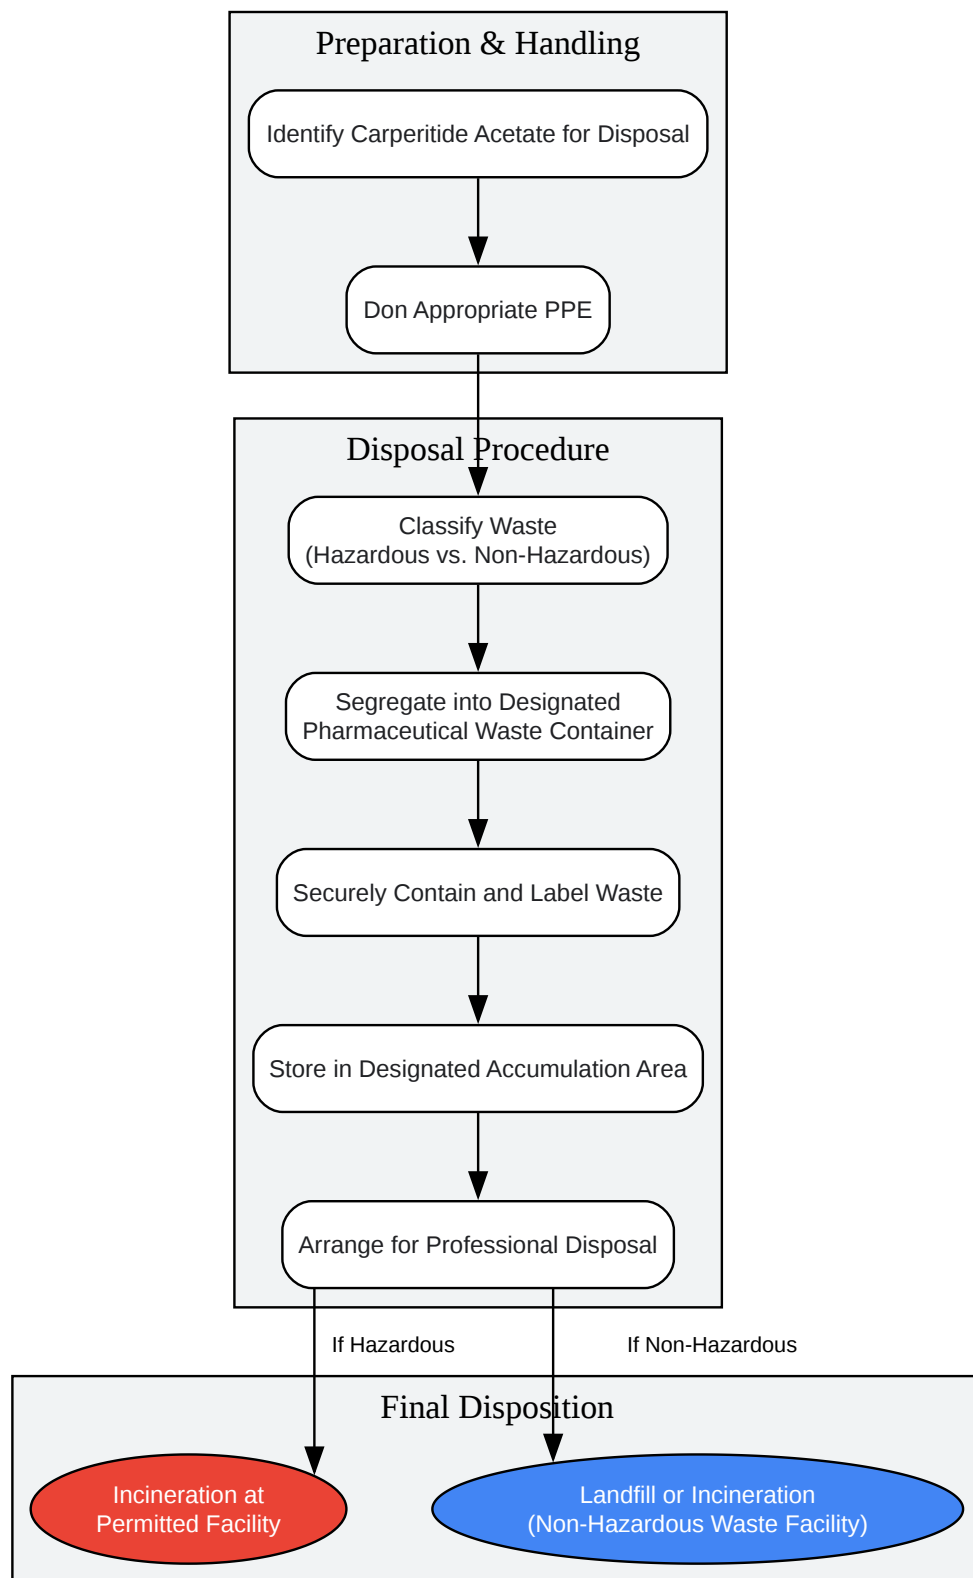 Preparation & Handling
Identify Carperitide Acetate for Disposal
Don Appropriate PPE
Disposal Procedure
Classify Waste
(Hazardous vs. Non-Hazardous)
Segregate into Designated
Pharmaceutical Waste Container
Securely Contain and Label Waste
Store in Designated Accumulation Area
Arrange for Professional Disposal
If Hazardous
If Non-Hazardous
Final Disposition
Incineration at
Permitted Facility
Landfill or Incineration
(Non-Hazardous Waste Facility)